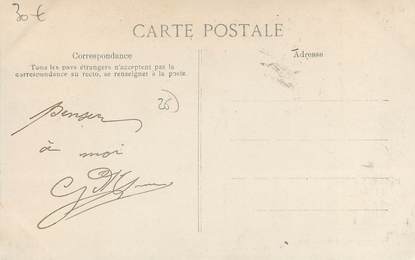 30 €
CARTE POSTALE
Correspondance
Tous les pays étrangers n'acceptent pas la
correspondance au recto, se renseigner à la poste
Adresse
26)
pensez
à moi